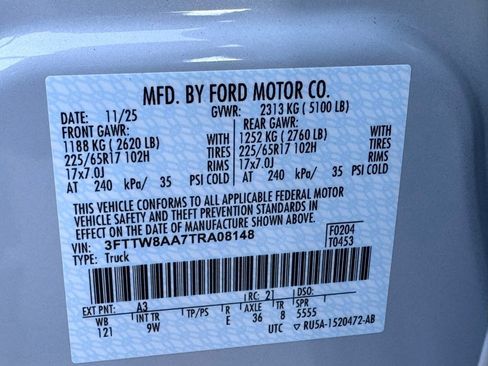 MFD. BY FORD MOTOR CO.
DATE: 11/25 GVWR: 2313 KG (5100 LB)
FRONT GAWR: REAR GAWR:
1188 KG (2620 LB) WITH 1252 KG (2760 LB) WITH
225/65R17 102H TIRES 225/65R17 102H TIRES
17x7.0J RIMS 17x7.0J RIMS
AT 240 kPa/ 35 PSI COLD AT 240 kPa/ 35 PSI COLD
THIS VEHICLE CONFORMS TO ALL APPLICABLE FEDERAL MOTOR
VEHICLE SAFETY AND THEFT PREVENTION STANDARDS IN
EFFECT ON THE DATE OF MANUFACTURE SHOWN ABOVE.
VIN: 3FTTW8AA7TRA08148 F0204
TYPE: Truck T0453
EXT PNT: A3 RC: 21 DSO:
WB INT TR TP/PS R E TR SPR
121 9W E 36 8 5555
UTC RU5A-1520472-AB